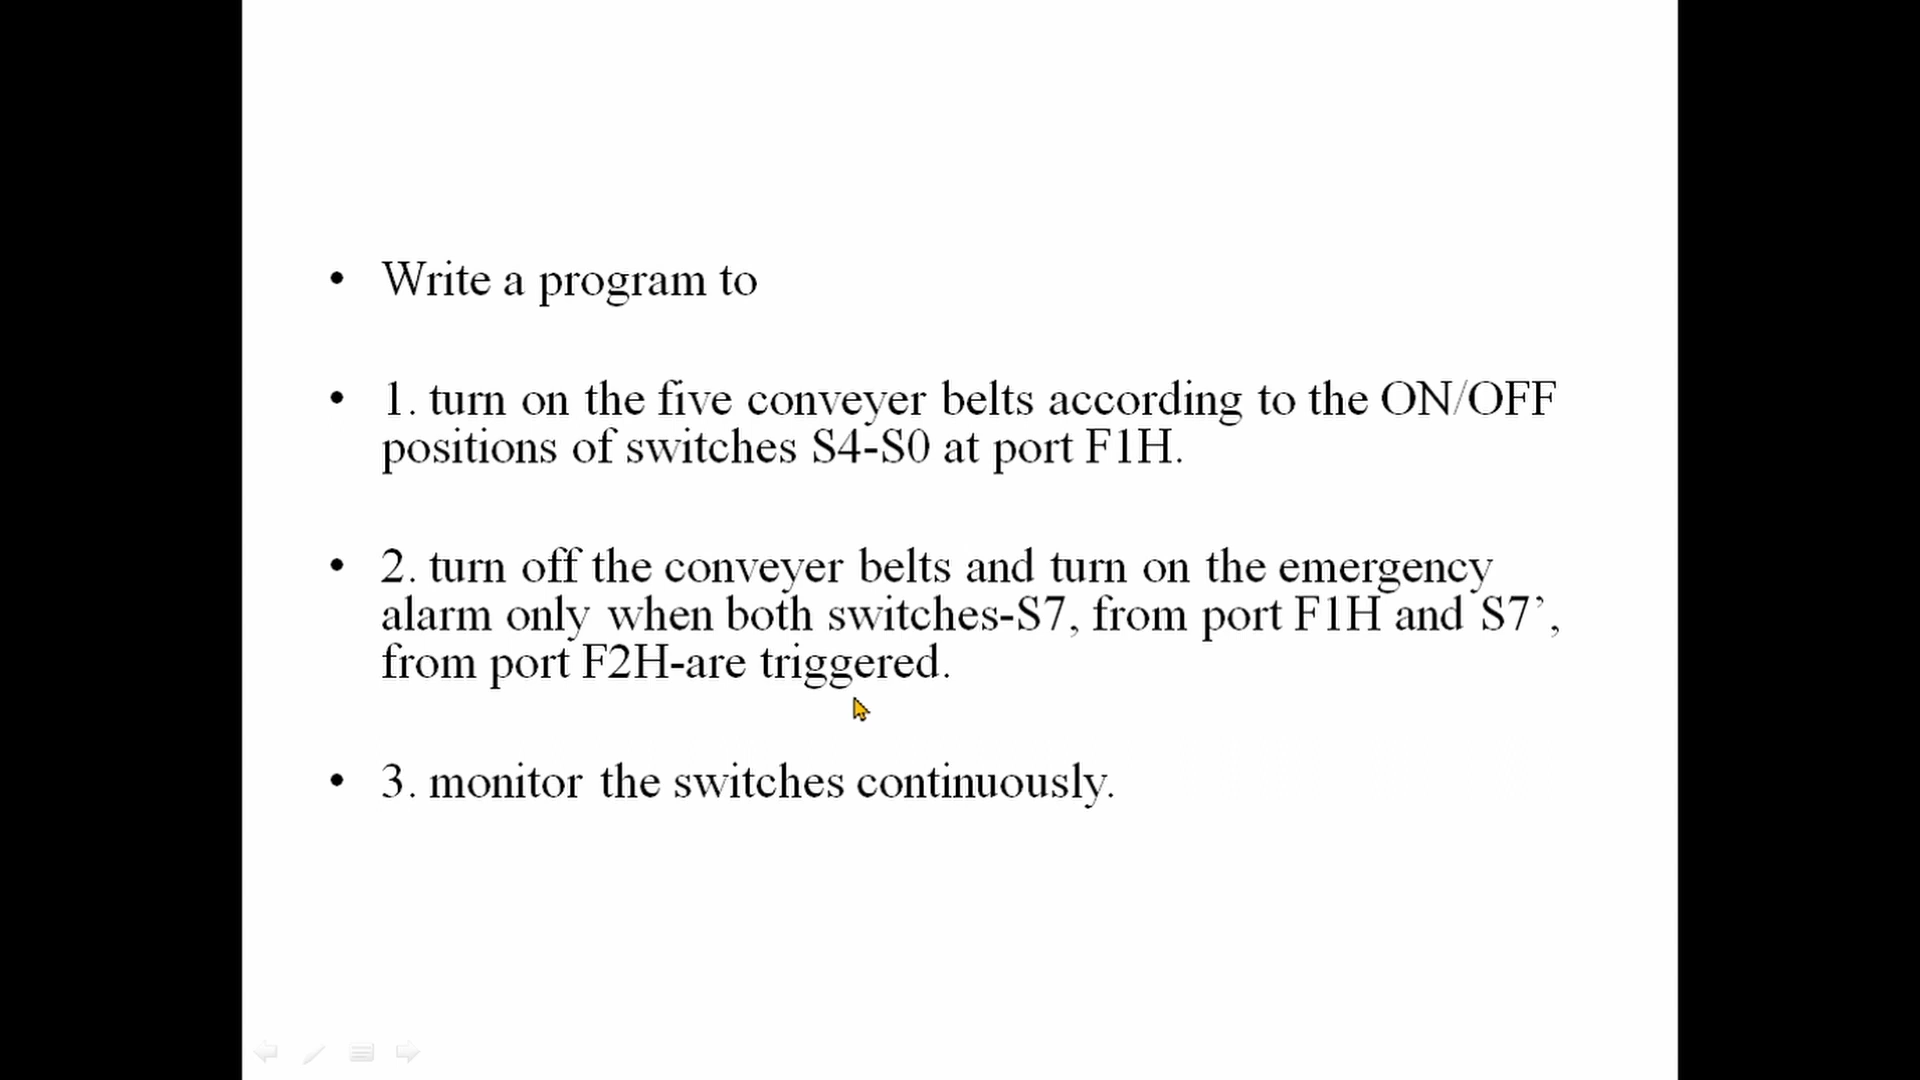 • Write a program to
• 1. turn on the five conveyer belts according to the ON/OFF
positions of switches S4-S0 at port F1H.
• 2. turn off the conveyer belts and turn on the emergency
alarm only when both switches-S7, from port F1H and S7’,
from port F2H-are triggered.
• 3. monitor the switches continuously.